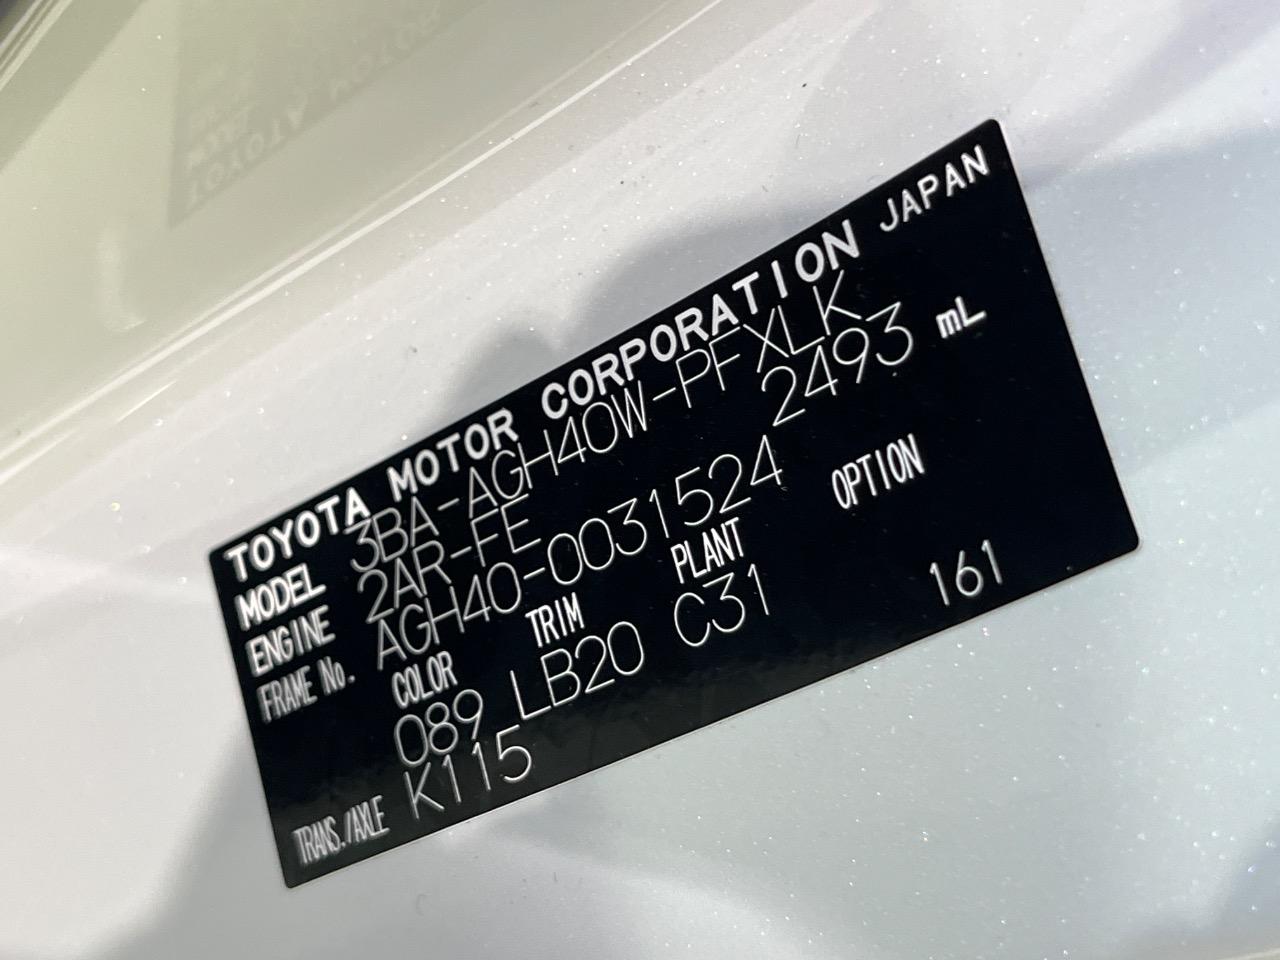 TOYOTA MOTOR CORPORATION JAPAN
MODEL 3BA-AGH40W-PFXLK
ENGINE 2AR-FE 2493 mL
FRAME No. AGH40-0031524
COLOR TRIM PLANT OPTION
089 LB20 C31 161
TRANS./AXLE K115